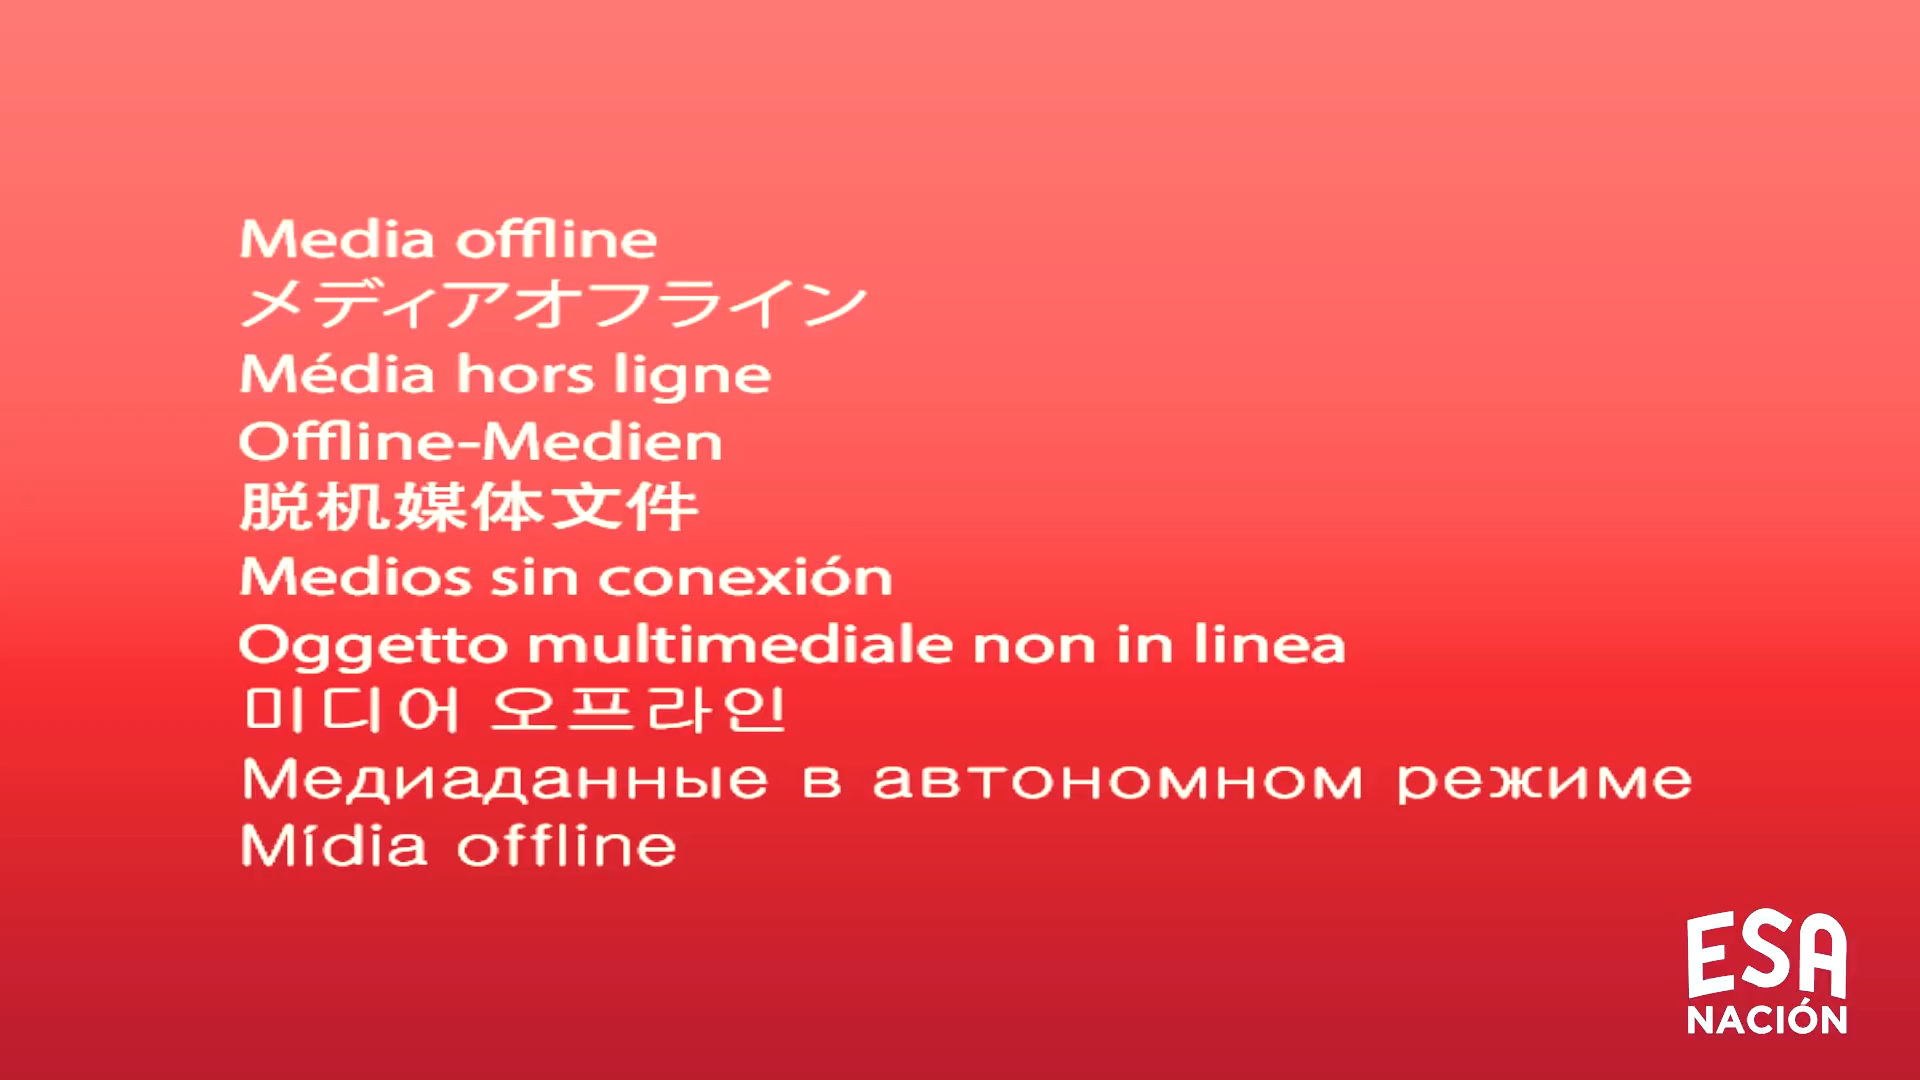 Media offline
メディアオフライン
Média hors ligne
Offline-Medien
脱机媒体文件
Medios sin conexión
Oggetto multimediale non in linea
미디어 오프라인
Медиаданные в автономном режиме
Mídia offline
ESA
NACIÓN